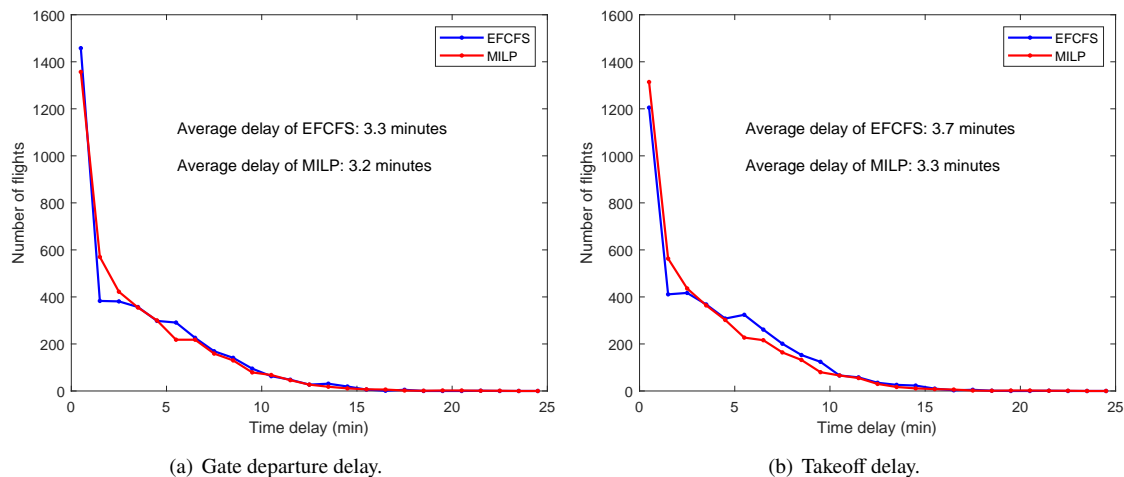 1600
1400
1200
1000
800
600
400
200
0
Number of flights
EFCFS
MILP
Average delay of EFCFS: 3.3 minutes
Average delay of MILP: 3.2 minutes
0 5 10 15 20 25
Time delay (min)
(a) Gate departure delay.
1600
1400
1200
1000
800
600
400
200
0
Number of flights
EFCFS
MILP
Average delay of EFCFS: 3.7 minutes
Average delay of MILP: 3.3 minutes
0 5 10 15 20 25
Time delay (min)
(b) Takeoff delay.